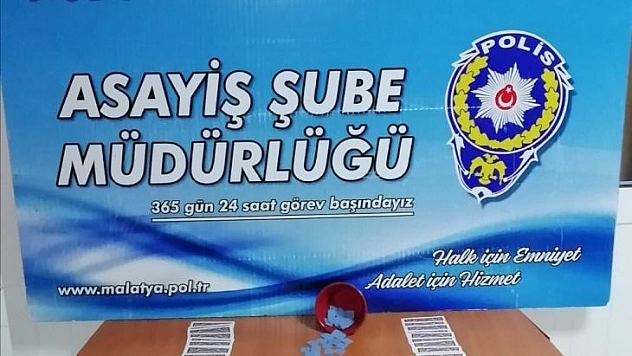 ASAYİŞ ŞUBE
MÜDÜRLÜĞÜ
365 gün 24 saat görev başındayız
POLİS
Halk için Emniyet
Adalet için Hizmet
www.malatya.pol.tr